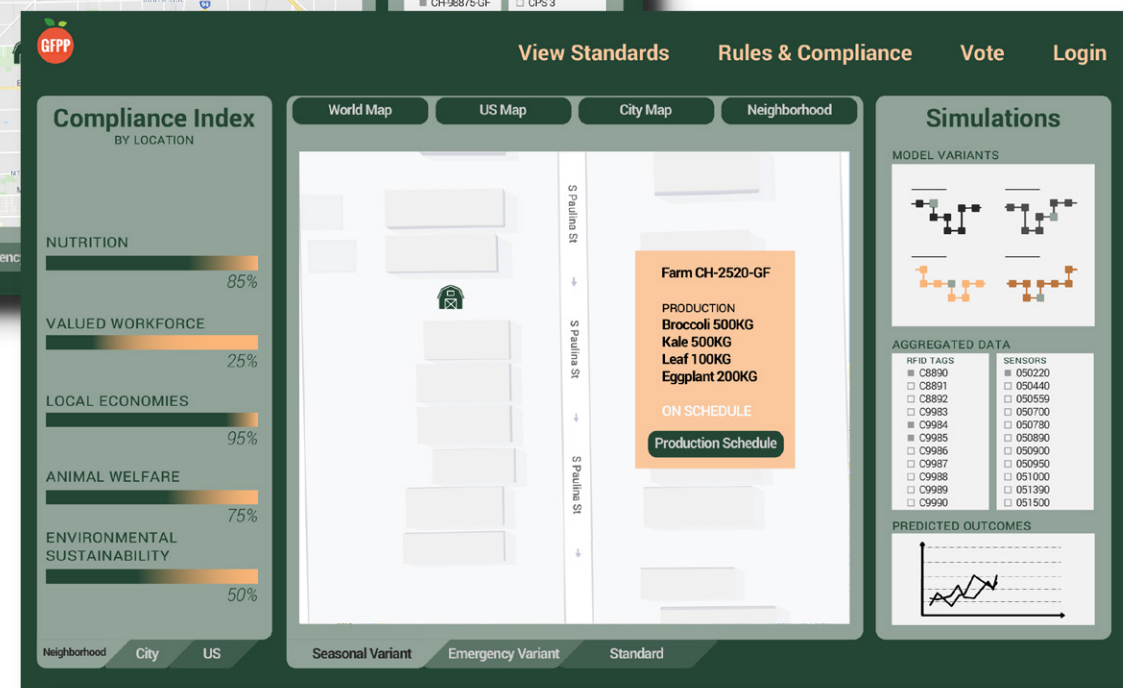 CH-98875-GF
CPS 3
94
GFPP
View Standards
Rules & Compliance
Vote
Login
Compliance Index
BY LOCATION
NUTRITION
85%
VALUED WORKFORCE
25%
LOCAL ECONOMIES
95%
ANIMAL WELFARE
75%
ENVIRONMENTAL
SUSTAINABILITY
50%
Neighborhood
City
US
World Map
US Map
City Map
Neighborhood
S Paulina St
S Paulina St
S Paulina St
Farm CH-2520-GF
PRODUCTION
Broccoli 500KG
Kale 500KG
Leaf 100KG
Eggplant 200KG
ON SCHEDULE
Production Schedule
Seasonal Variant
Emergency Variant
Standard
Simulations
MODEL VARIANTS
AGGREGATED DATA
RFID TAGS
C8890
C8891
C8892
C9983
C9984
C9985
C9986
C9987
C9988
C9989
C9990
SENSORS
050220
050440
050559
050700
050780
050890
050900
050950
051000
051390
051500
PREDICTED OUTCOMES